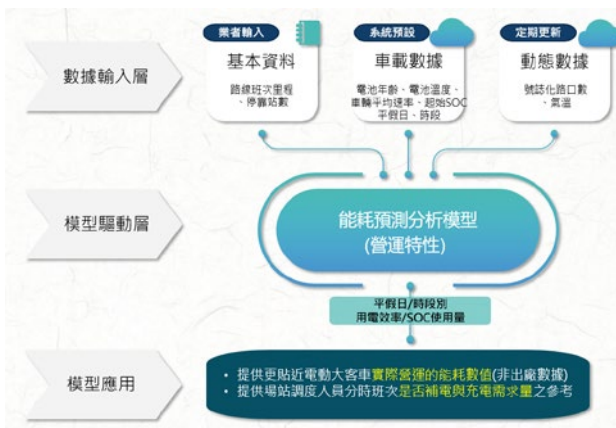 業者輸入
系統預設
定期更新
數據輸入層
基本資料
車載數據
動態數據
路線班次里程
、停靠站數
電池年齡、電池溫度、
車輛平均速率、起始SOC
平假日、時段
號誌化路口數
、氣溫
模型驅動層
能耗預測分析模型
(營運特性)
平假日/時段別
用電效率/SOC使用量
模型應用
• 提供更貼近電動大客車實際營運的能耗數值(非出廠數據)
• 提供場站調度人員分時班次是否補電與充電需求量之參考